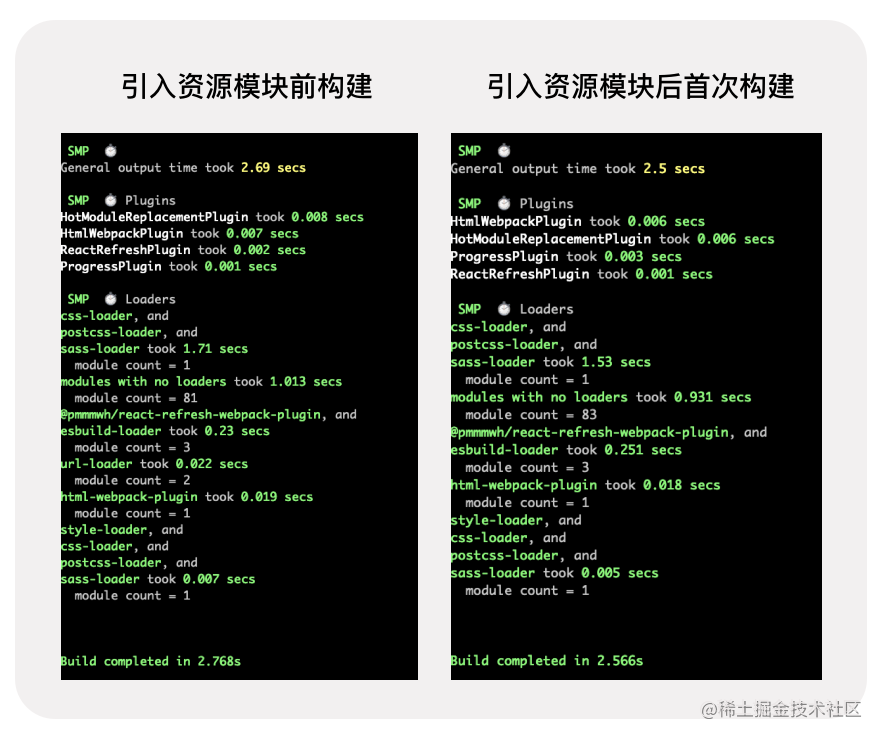 引入资源模块前构建
SMP ⏱
General output time took 2.69 secs
SMP ⏱ Plugins
HotModuleReplacementPlugin took 0.008 secs
HtmlWebpackPlugin took 0.007 secs
ReactRefreshPlugin took 0.002 secs
ProgressPlugin took 0.001 secs
SMP ⏱ Loaders
css-loader, and
postcss-loader, and
sass-loader took 1.71 secs
module count = 1
modules with no loaders took 1.013 secs
module count = 81
@pmmmwh/react-refresh-webpack-plugin, and
esbuild-loader took 0.23 secs
module count = 3
url-loader took 0.022 secs
module count = 2
html-webpack-plugin took 0.019 secs
module count = 1
style-loader, and
css-loader, and
postcss-loader, and
sass-loader took 0.007 secs
module count = 1
Build completed in 2.768s
引入资源模块后首次构建
SMP ⏱
General output time took 2.5 secs
SMP ⏱ Plugins
HtmlWebpackPlugin took 0.006 secs
HotModuleReplacementPlugin took 0.006 secs
ProgressPlugin took 0.003 secs
ReactRefreshPlugin took 0.001 secs
SMP ⏱ Loaders
css-loader, and
postcss-loader, and
sass-loader took 1.53 secs
module count = 1
modules with no loaders took 0.931 secs
module count = 83
@pmmmwh/react-refresh-webpack-plugin, and
esbuild-loader took 0.251 secs
module count = 3
html-webpack-plugin took 0.018 secs
module count = 1
style-loader, and
css-loader, and
postcss-loader, and
sass-loader took 0.005 secs
module count = 1
Build completed in 2.566s
@稀土掘金技术社区